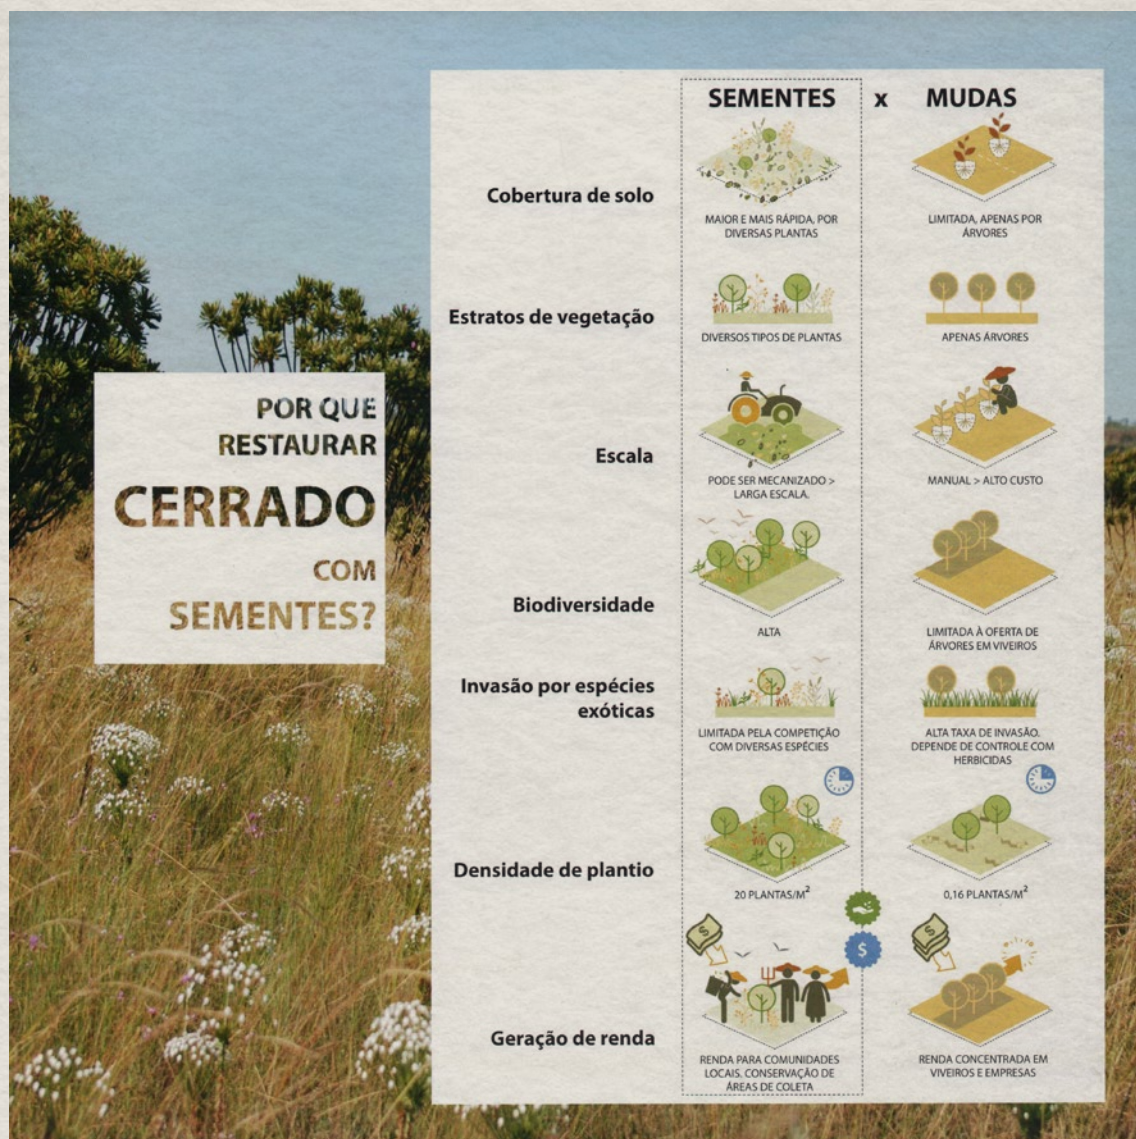 POR QUE
RESTAURAR
CERRADO
COM
SEMENTES?
SEMENTES x MUDAS
Cobertura de solo
MAIOR E MAIS RÁPIDA, POR
DIVERSAS PLANTAS
LIMITADA, APENAS POR
ÁRVORES
Estratos de vegetação
DIVERSOS TIPOS DE PLANTAS
APENAS ÁRVORES
Escala
PODE SER MECANIZADO >
LARGA ESCALA.
MANUAL > ALTO CUSTO
Biodiversidade
ALTA
LIMITADA À OFERTA DE
ÁRVORES EM VIVEIROS
Invasão por espécies
exóticas
LIMITADA PELA COMPETIÇÃO
COM DIVERSAS ESPÉCIES
ALTA TAXA DE INVASÃO.
DEPENDE DE CONTROLE COM
HERBICIDAS
Densidade de plantio
20 PLANTAS/M²
0,16 PLANTAS/M²
$
$
$
Geração de renda
RENDA PARA COMUNIDADES
LOCAIS. CONSERVAÇÃO DE
ÁREAS DE COLETA
RENDA CONCENTRADA EM
VIVEIROS E EMPRESAS